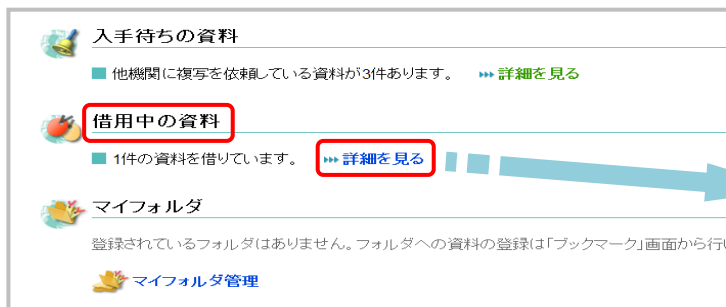 入手待ちの資料
他機関に複写を依頼している資料が3件あります。 詳細を見る
借用中の資料
1件の資料を借りています。 詳細を見る
マイフォルダ
登録されているフォルダはありません。フォルダへの資料の登録は「ブックマーク」画面から行い
マイフォルダ管理